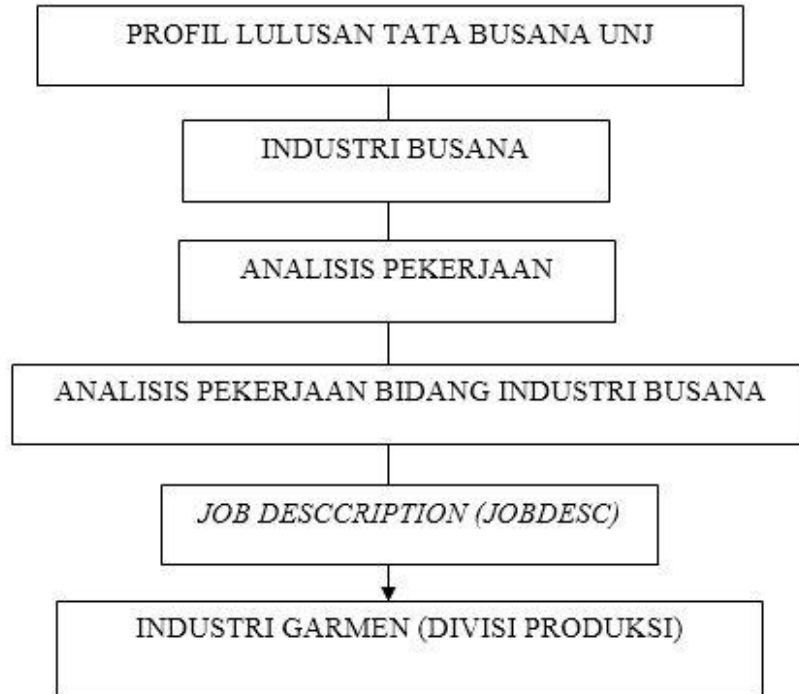 PROFIL LULUSAN TATA BUSANA UNJ
INDUSTRI BUSANA
ANALISIS PEKERJAAN
ANALISIS PEKERJAAN BIDANG INDUSTRI BUSANA
JOB DESCCRIPTION (JOBDESC)
INDUSTRI GARMEN (DIVISI PRODUKSI)